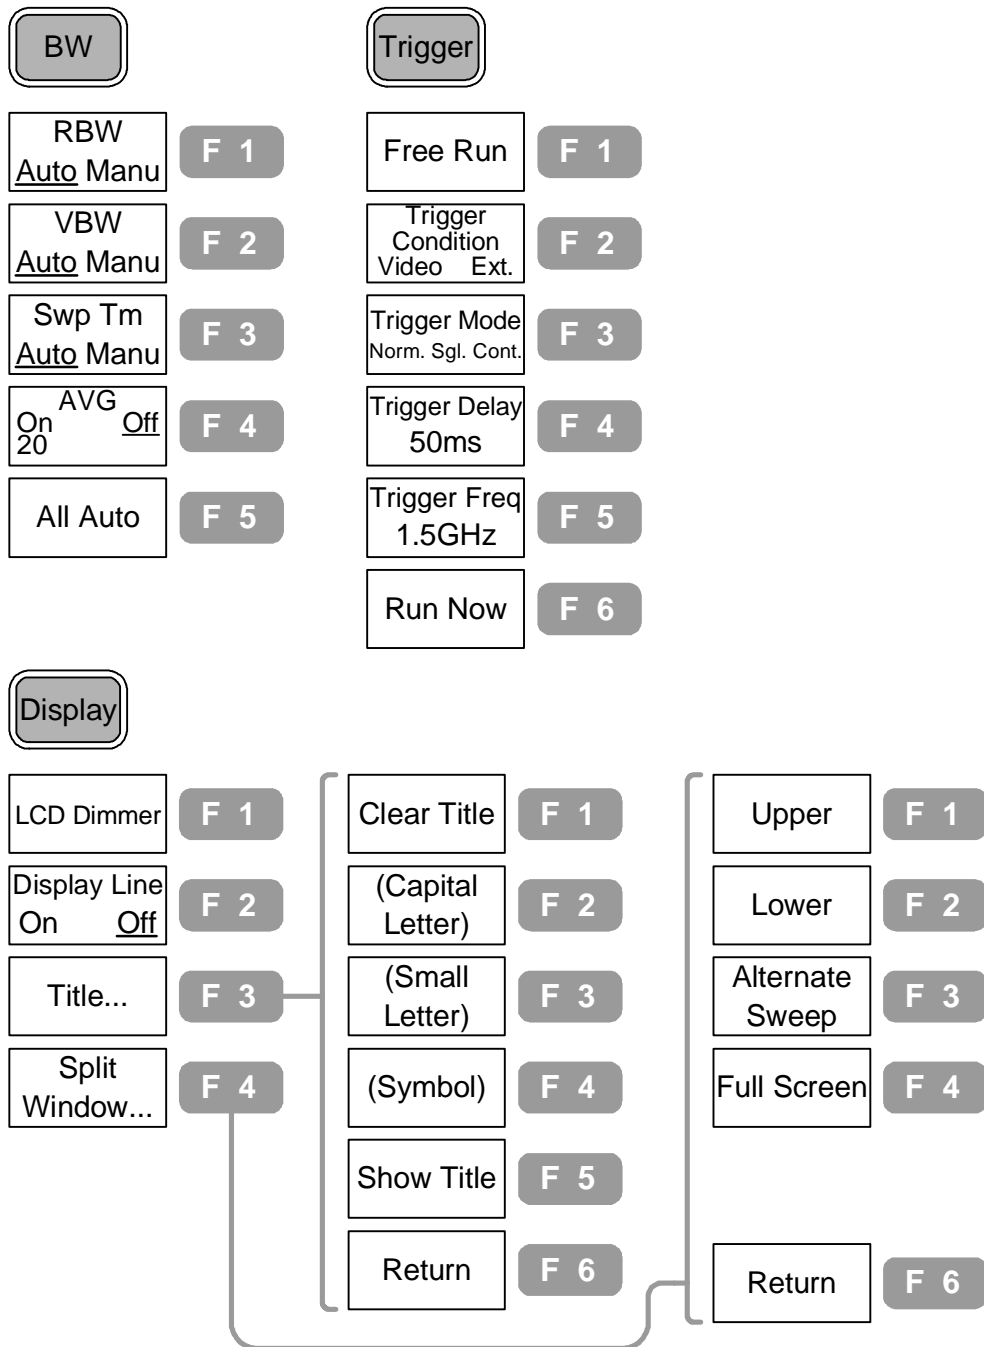 BW
RBW
Auto Manu
F 1
VBW
Auto Manu
F 2
Swp Tm
Auto Manu
F 3
AVG
On Off
20
F 4
All Auto
F 5
Trigger
Free Run
F 1
Trigger
Condition
Video Ext.
F 2
Trigger Mode
Norm. Sgl. Cont.
F 3
Trigger Delay
50ms
F 4
Trigger Freq
1.5GHz
F 5
Run Now
F 6
Display
LCD Dimmer
F 1
Display Line
On Off
F 2
Title...
F 3
Split
Window...
F 4
Clear Title
F 1
(Capital
Letter)
F 2
(Small
Letter)
F 3
(Symbol)
F 4
Show Title
F 5
Return
F 6
Upper
F 1
Lower
F 2
Alternate
Sweep
F 3
Full Screen
F 4
Return
F 6